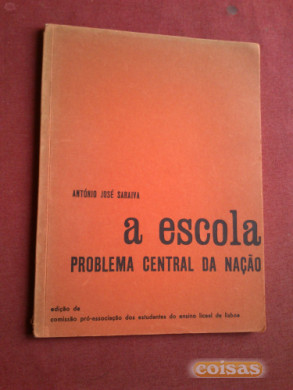 ANTÓNIO JOSÉ SARAIVA
a escola
PROBLEMA CENTRAL DA NAÇÃO
edição da
comissão pró-associação dos estudantes do ensino liceal de lisboa
coisas